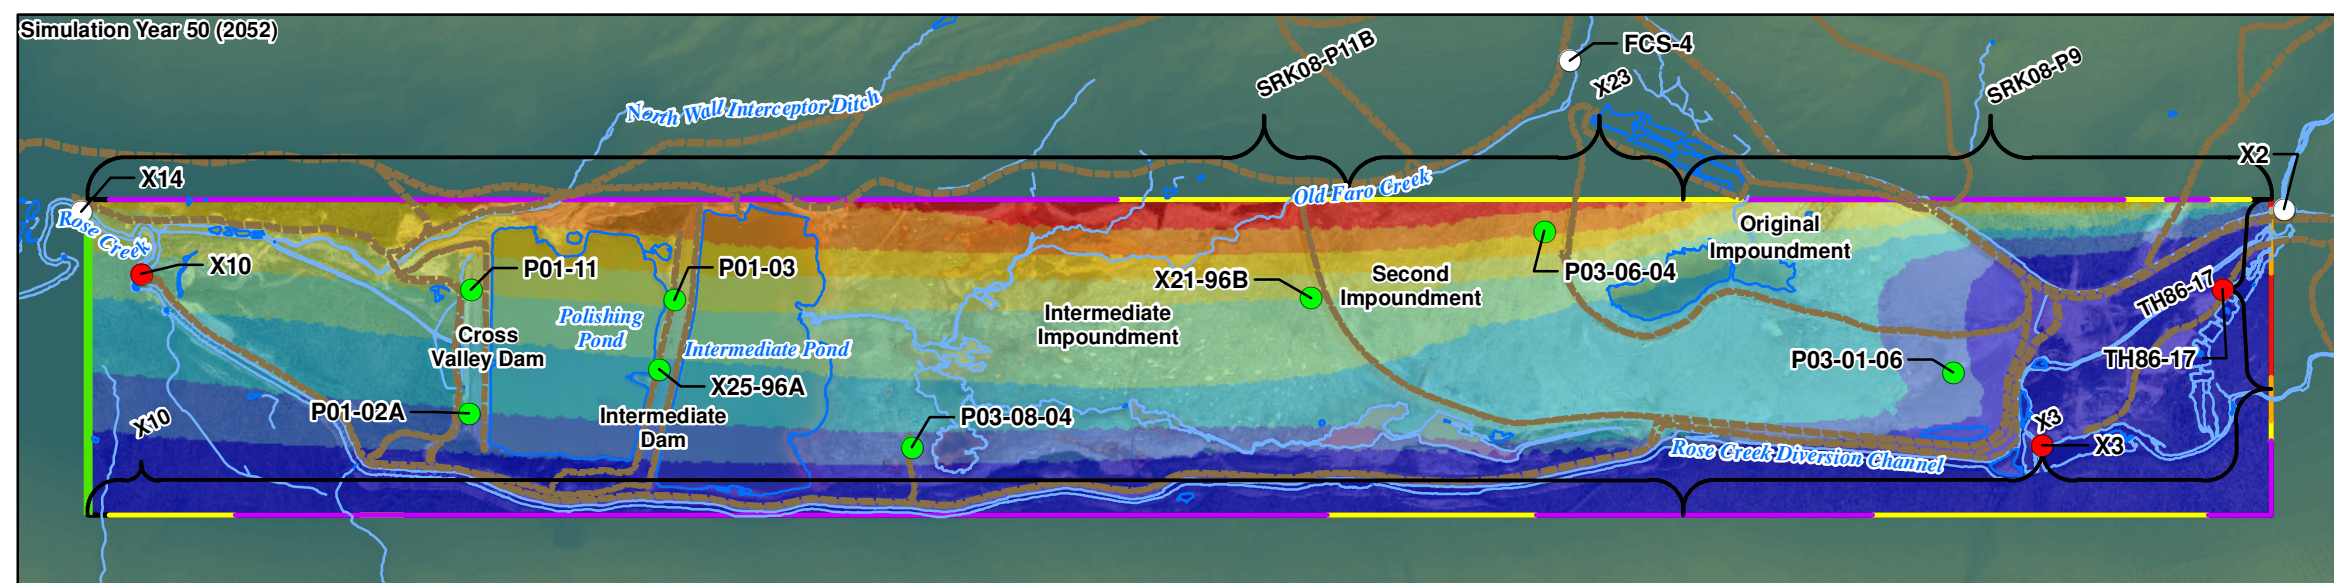 Simulation Year 50 (2052)
FCS-4
SRK08-P11B
X23
SRK08-P9
North Wall Interceptor Ditch
X2
X14
Old Faro Creek
Rose Creek
Original
Impoundment
X10
P01-11
P01-03
X21-96B
Second
Impoundment
P03-06-04
TH86-17
Intermediate
Impoundment
Polishing
Pond
Cross
Valley Dam
Intermediate Pond
P03-01-06
TH86-17
X25-96A
P01-02A
Intermediate
Dam
P03-08-04
X10
X3
X3
Rose Creek Diversion Channel